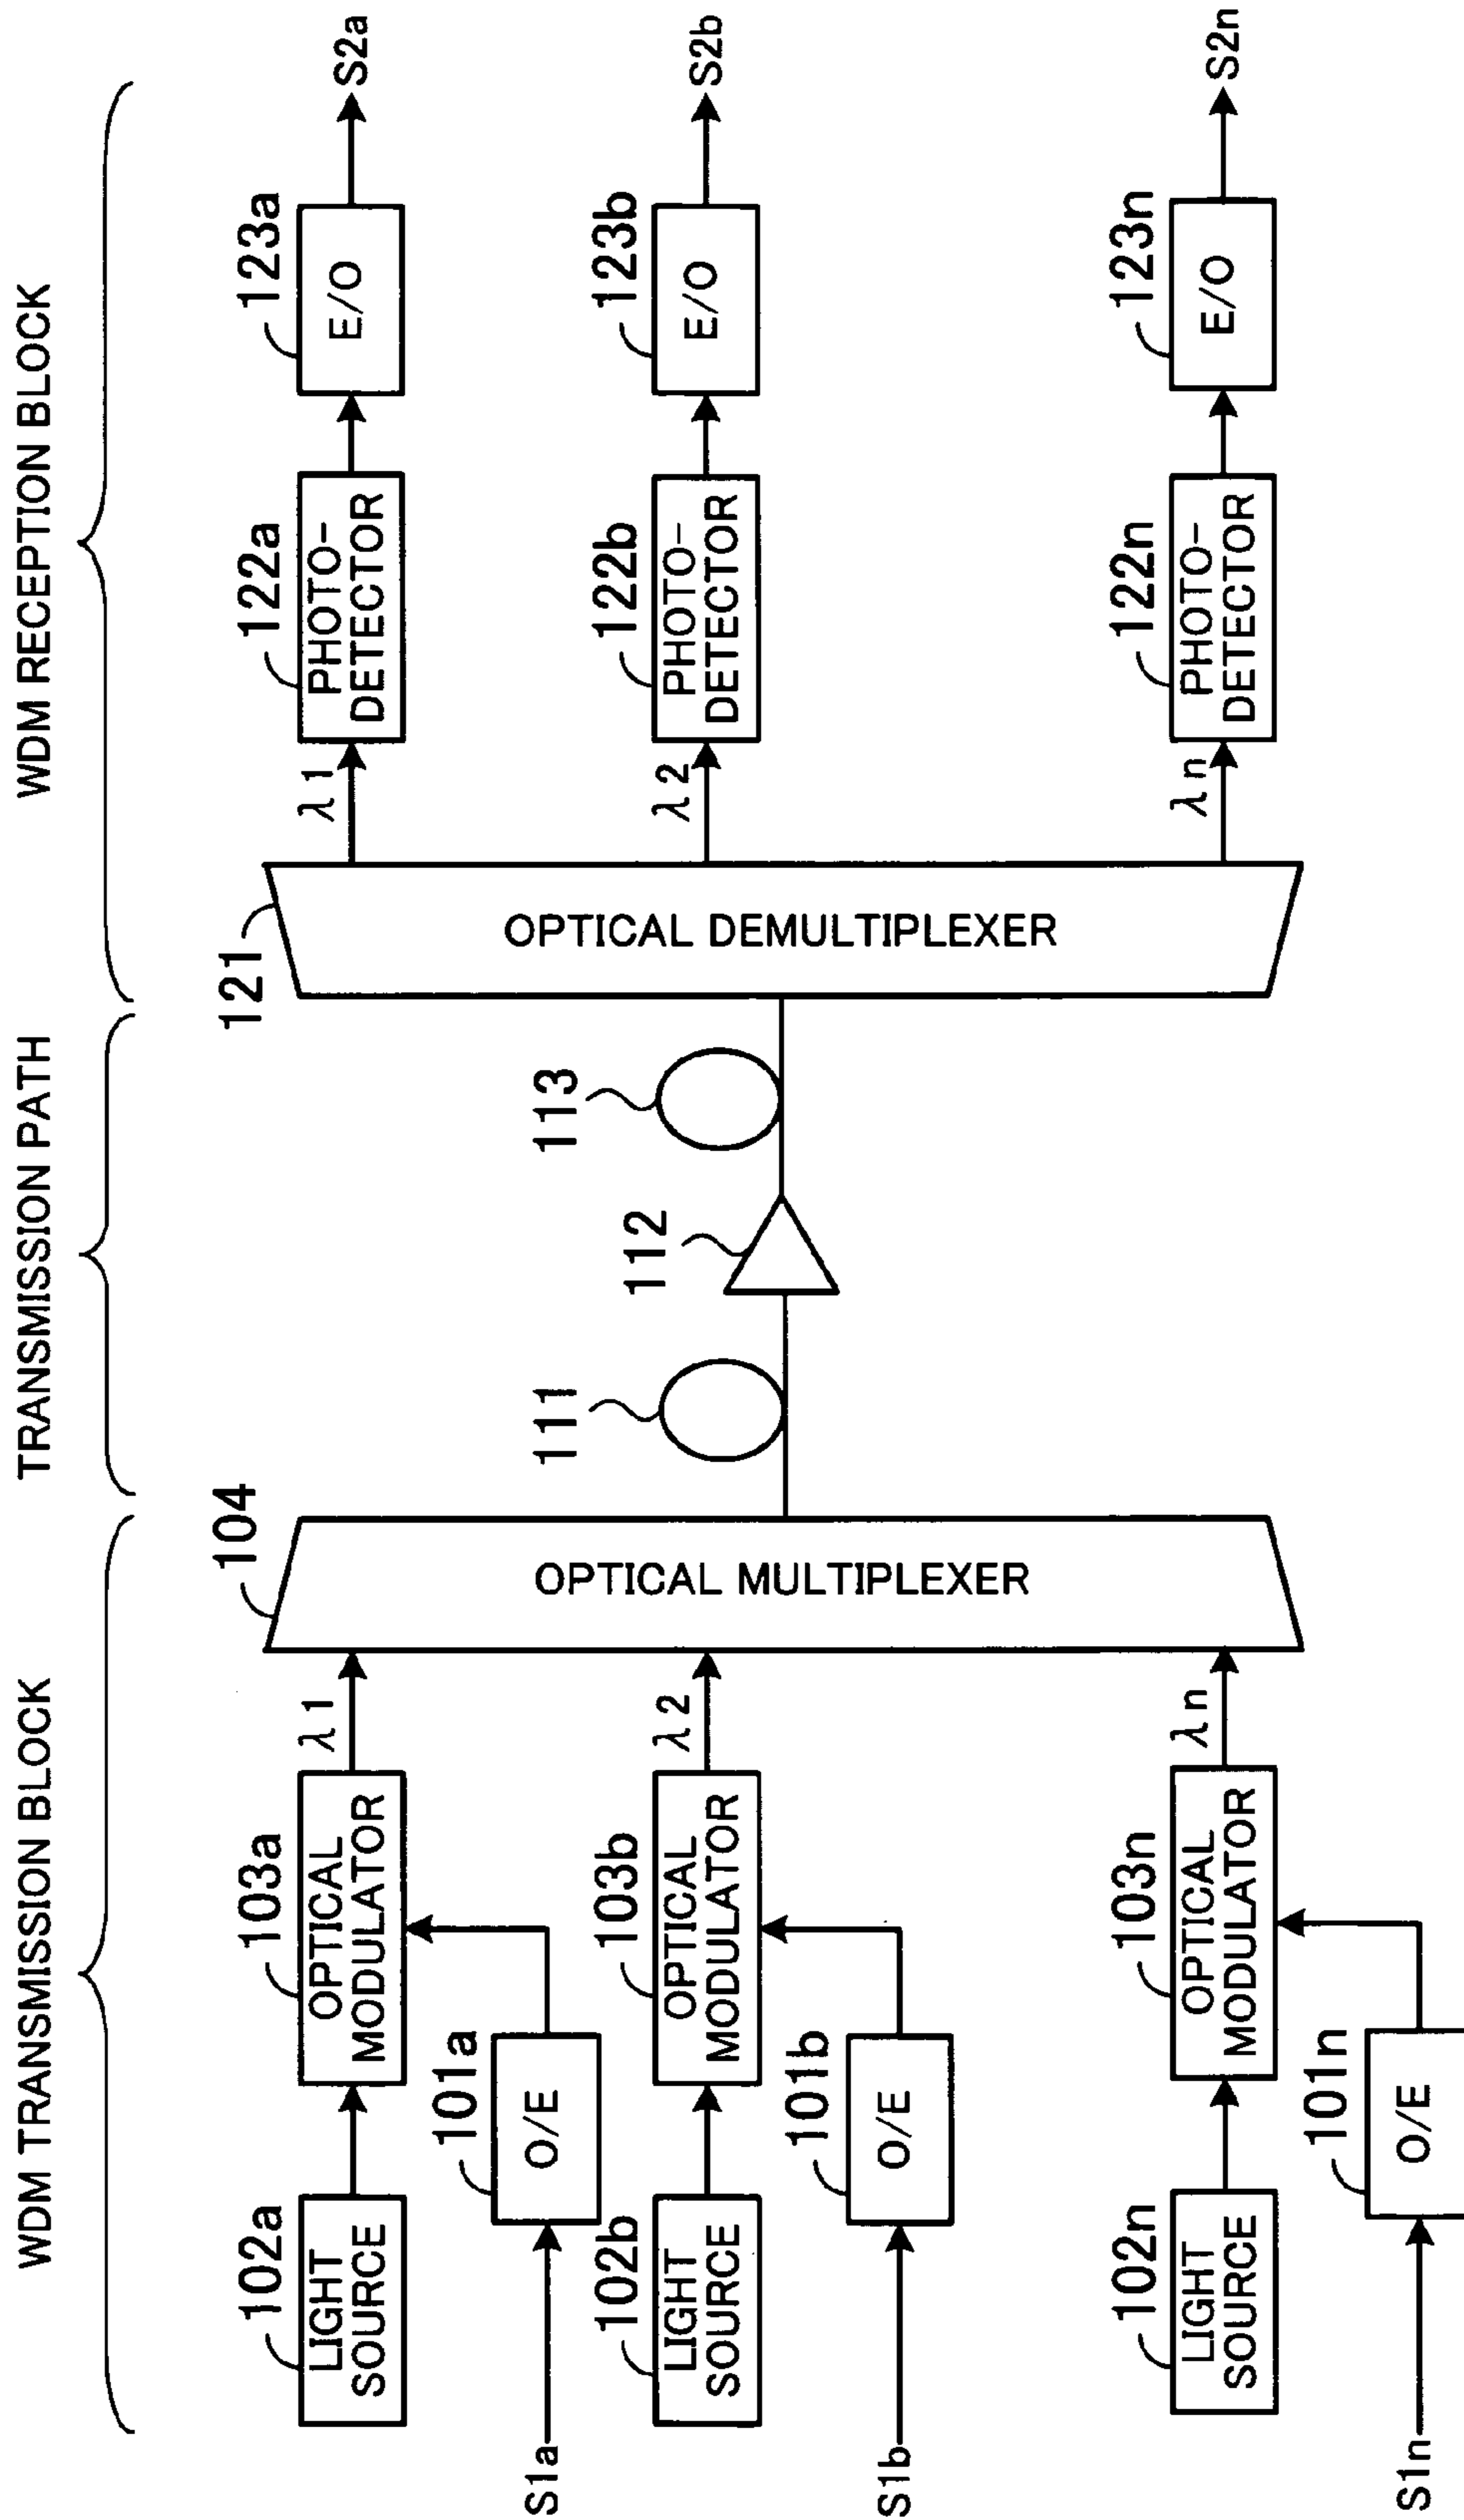 WDM TRANSMISSION BLOCK
TRANSMISSION PATH
WDM RECEPTION BLOCK
102a
LIGHT
SOURCE
103a
OPTICAL
MODULATOR
λ1
S1a
101a
O/E
102b
LIGHT
SOURCE
103b
OPTICAL
MODULATOR
λ2
S1b
101b
O/E
102n
LIGHT
SOURCE
103n
OPTICAL
MODULATOR
λn
S1n
101n
O/E
104
OPTICAL MULTIPLEXER
111
112
113
121
OPTICAL DEMULTIPLEXER
λ1
122a
PHOTO-
DETECTOR
123a
E/O
S2a
λ2
122b
PHOTO-
DETECTOR
123b
E/O
S2b
λn
122n
PHOTO-
DETECTOR
123n
E/O
S2n